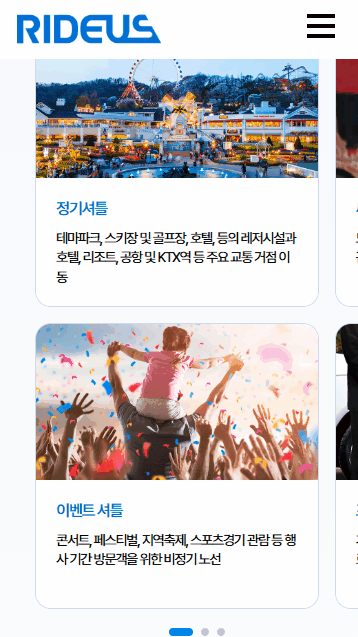 RIDEUS
정기셔틀
테마파크, 스키장 및 골프장, 호텔, 등의 레저시설과
호텔, 리조트, 공항 및 KTX역 등 주요 교통 거점 이
동
이벤트 셔틀
콘서트, 페스티벌, 지역축제, 스포츠경기 관람 등 행
사 기간 방문객을 위한 비정기 노선